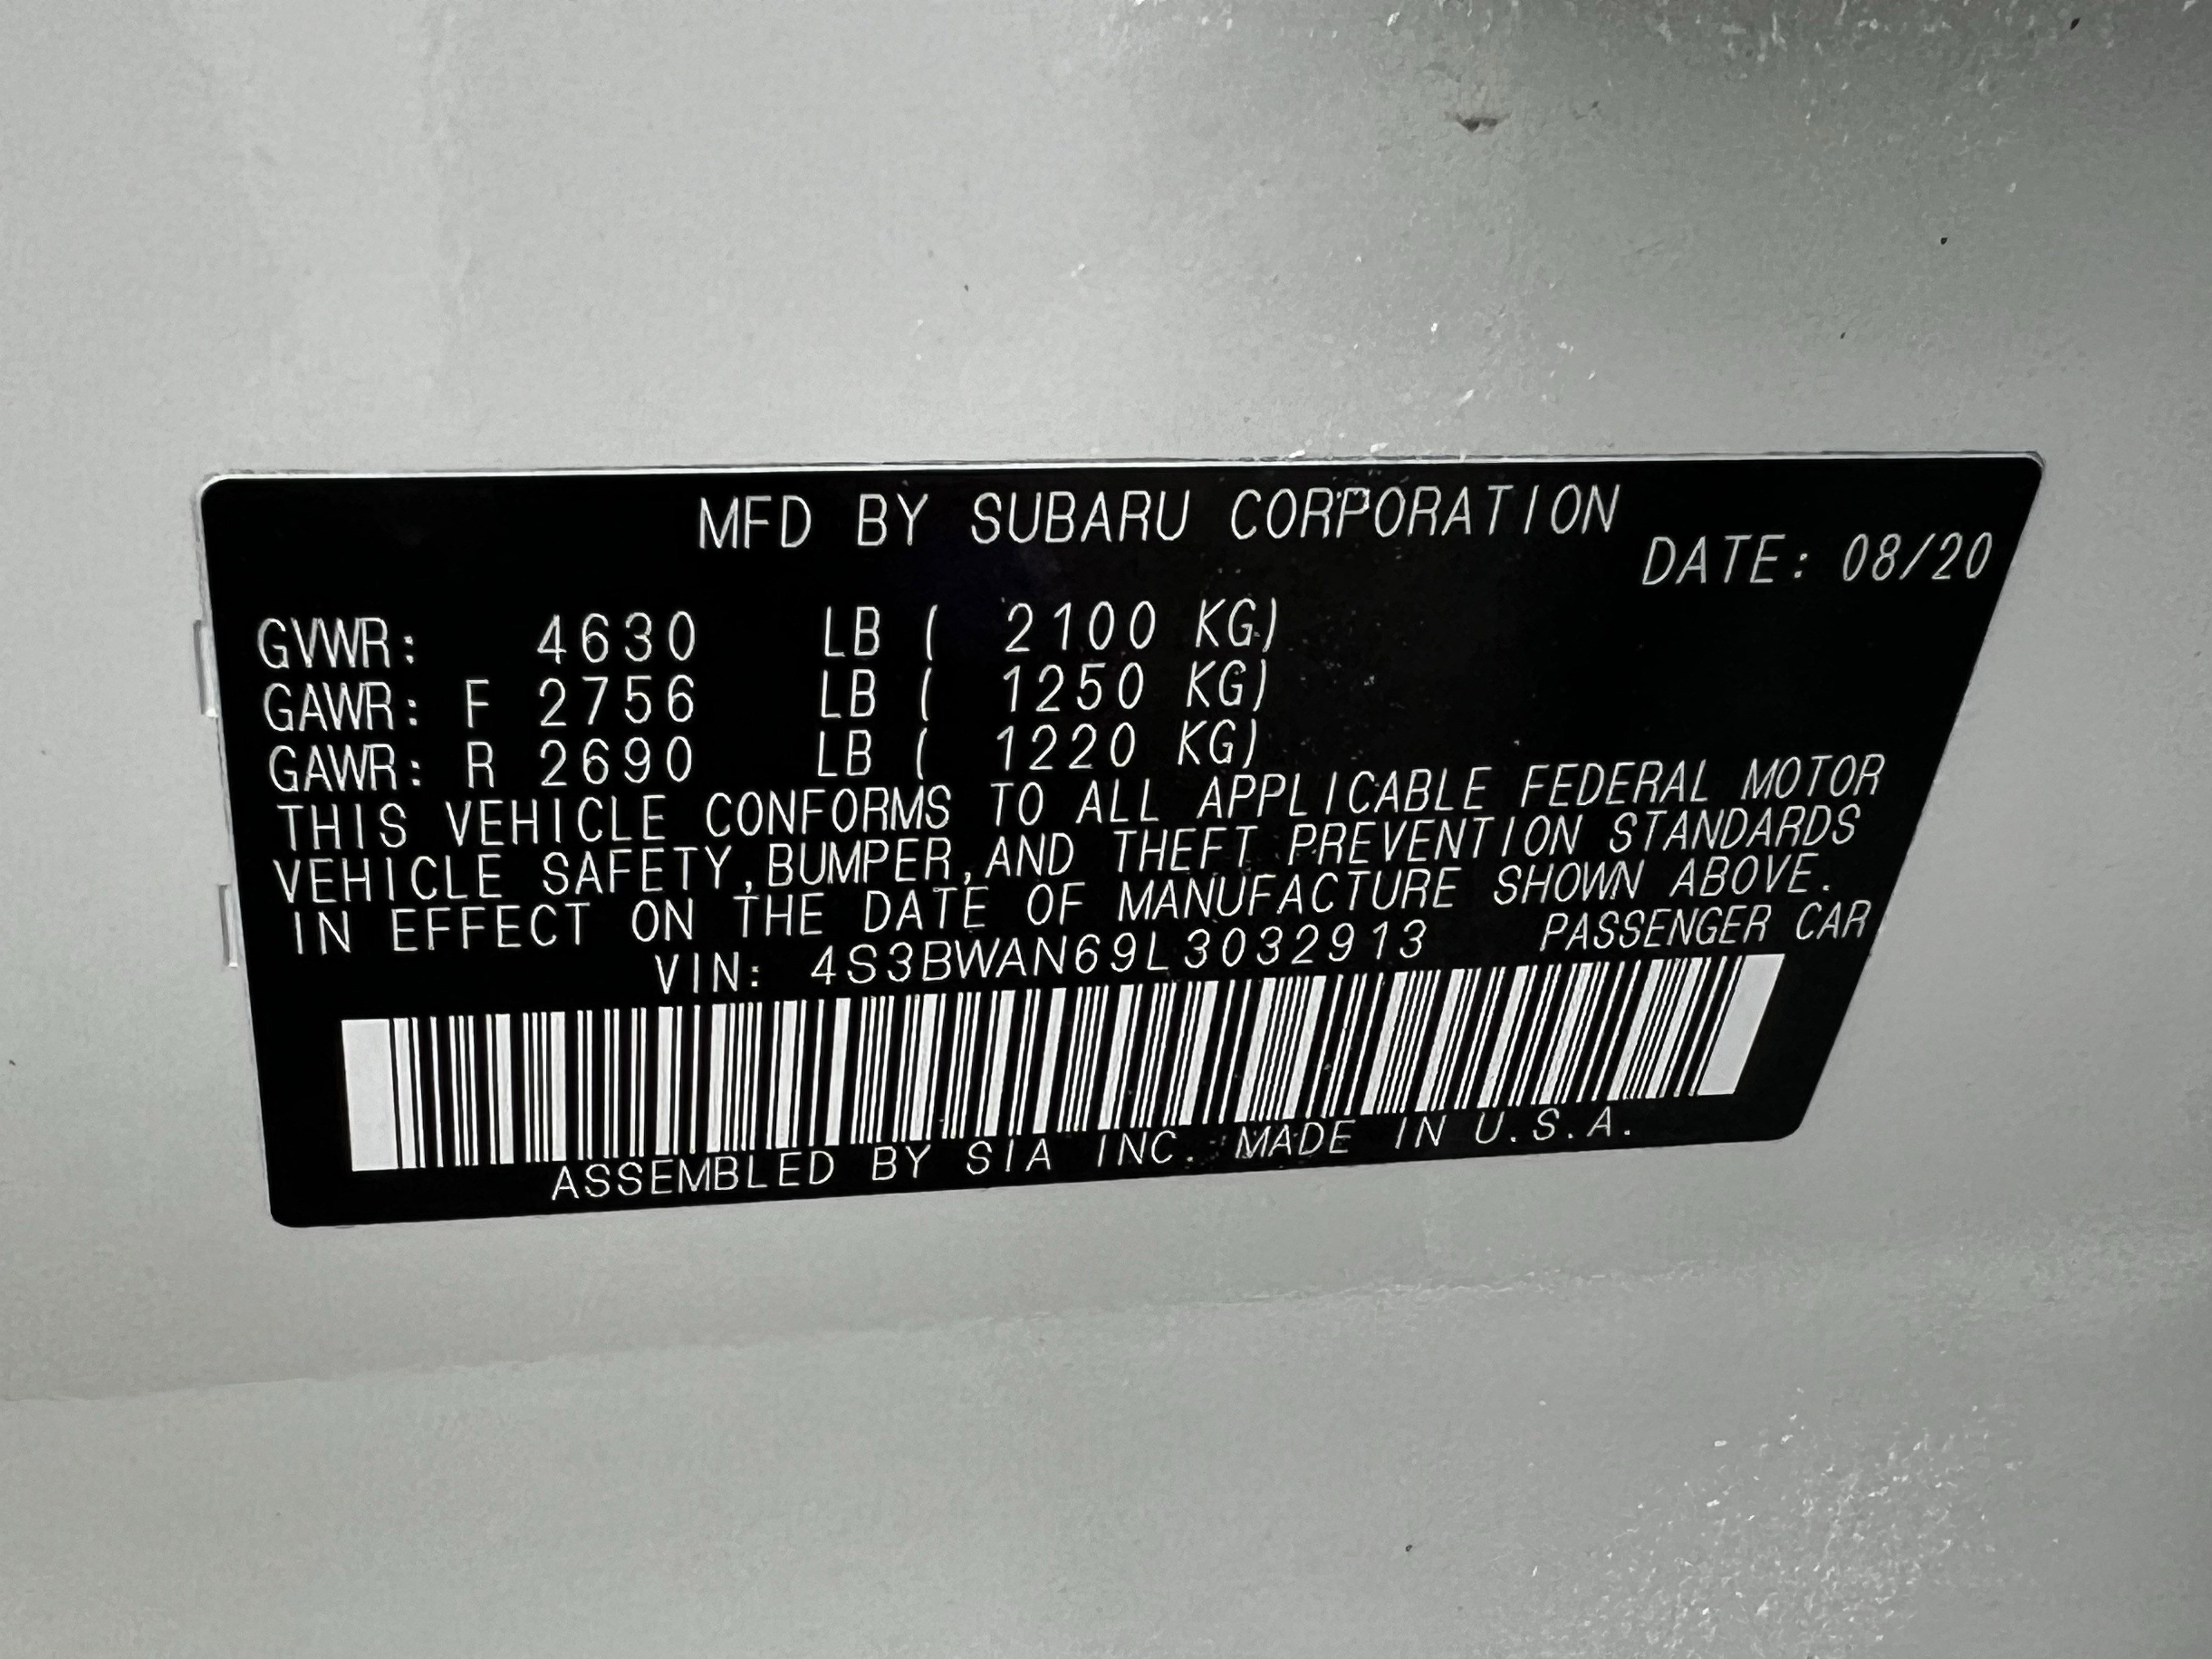 MFD BY SUBARU CORPORATION
DATE: 08/20
GVWR: 4630 LB ( 2100 KG)
GAWR: F 2756 LB ( 1250 KG)
GAWR: R 2690 LB ( 1220 KG)
THIS VEHICLE CONFORMS TO ALL APPLICABLE FEDERAL MOTOR
VEHICLE SAFETY,BUMPER,AND THEFT PREVENTION STANDARDS
IN EFFECT ON THE DATE OF MANUFACTURE SHOWN ABOVE.
VIN: 4S3BWAN69L3032913 PASSENGER CAR
ASSEMBLED BY SIA INC. MADE IN U.S.A.